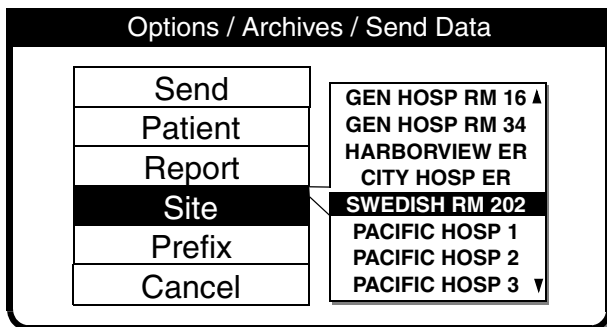 Options / Archives / Send Data
Send
Patient
Report
Site
Prefix
Cancel
GEN HOSP RM 16
GEN HOSP RM 34
HARBORVIEW ER
CITY HOSP ER
SWEDISH RM 202
PACIFIC HOSP 1
PACIFIC HOSP 2
PACIFIC HOSP 3